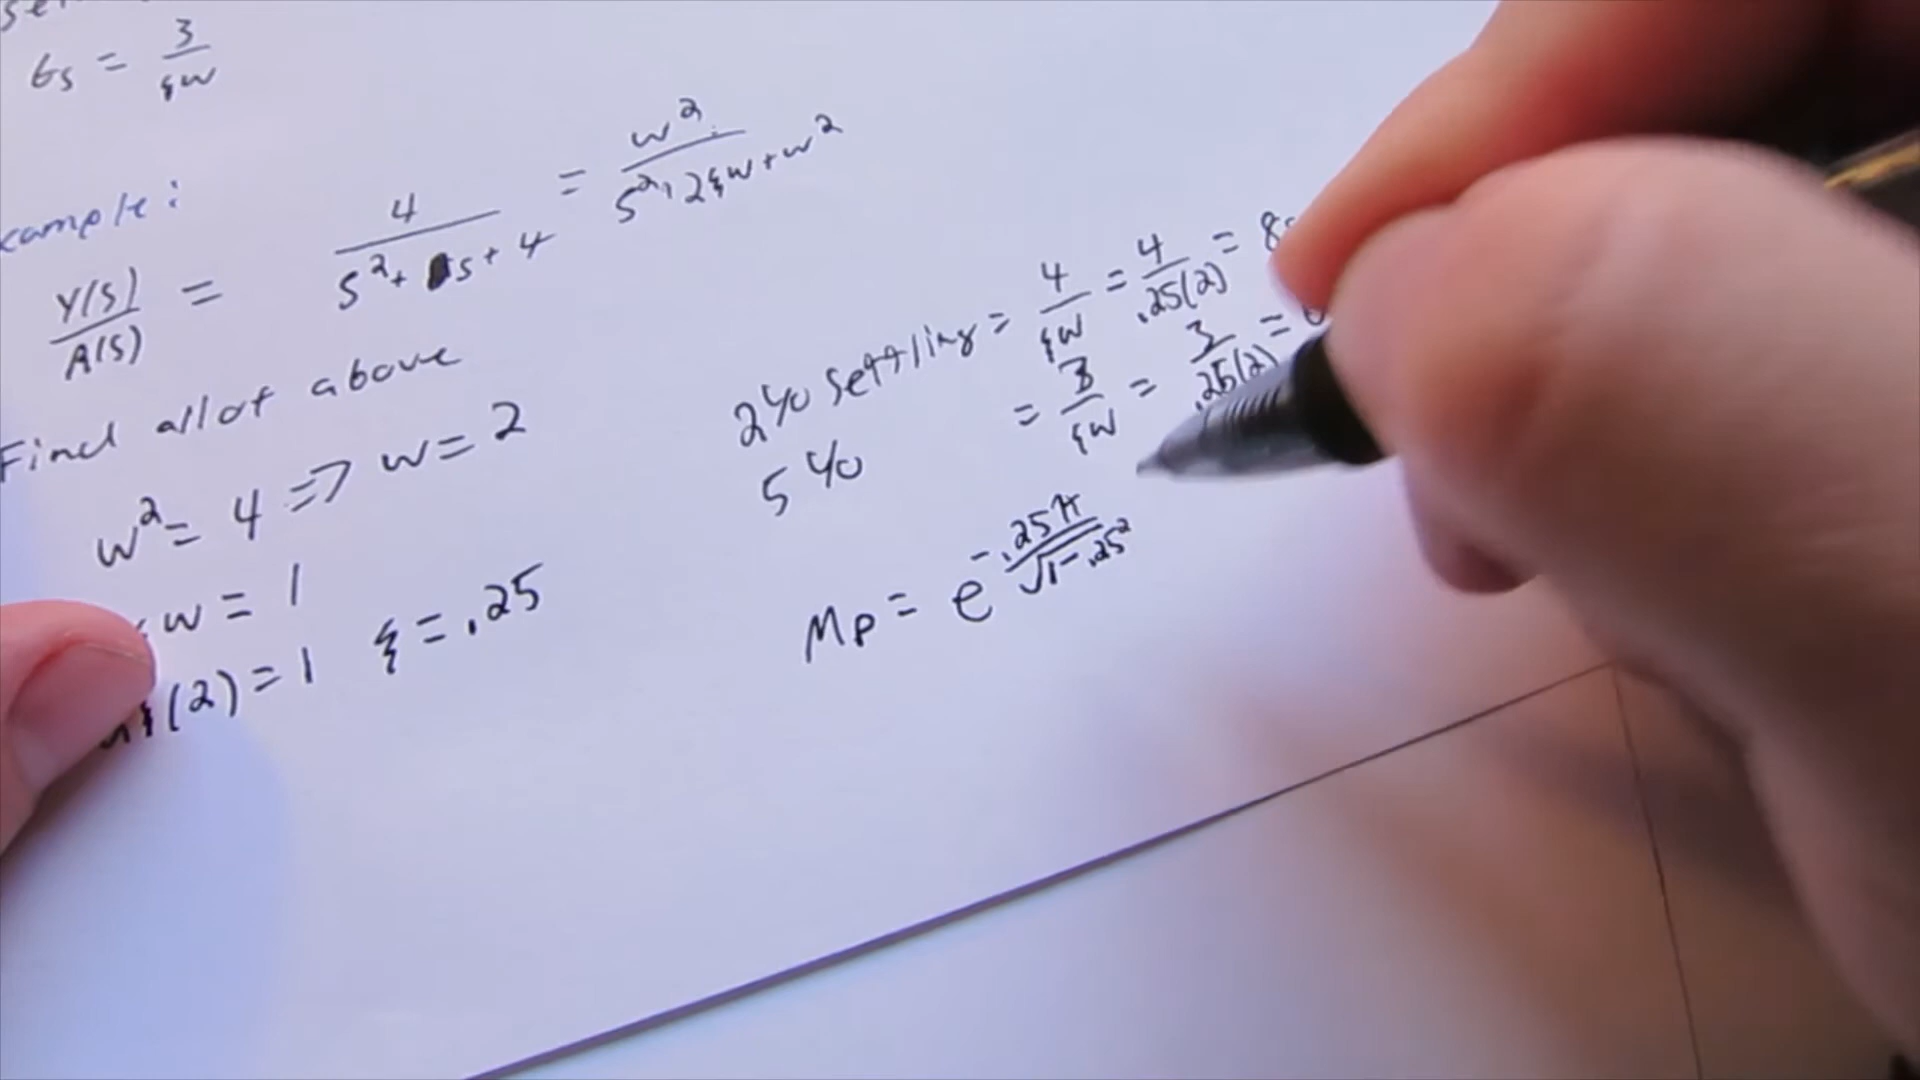 ts = 3/ξw
xample:
Y(s)/R(s) = 4/(s²+ s+4) = w²/(s²+2ξw+w²)
Find all of above
w² = 4 => w = 2
w = 1
ξ(2) = 1 ξ = .25
2% settling = 4/ξw = 4/.25(2) = 8
5% = 3/ξw = 3/.25(2) =
Mp = e^(-.25π/√(1-.25²))